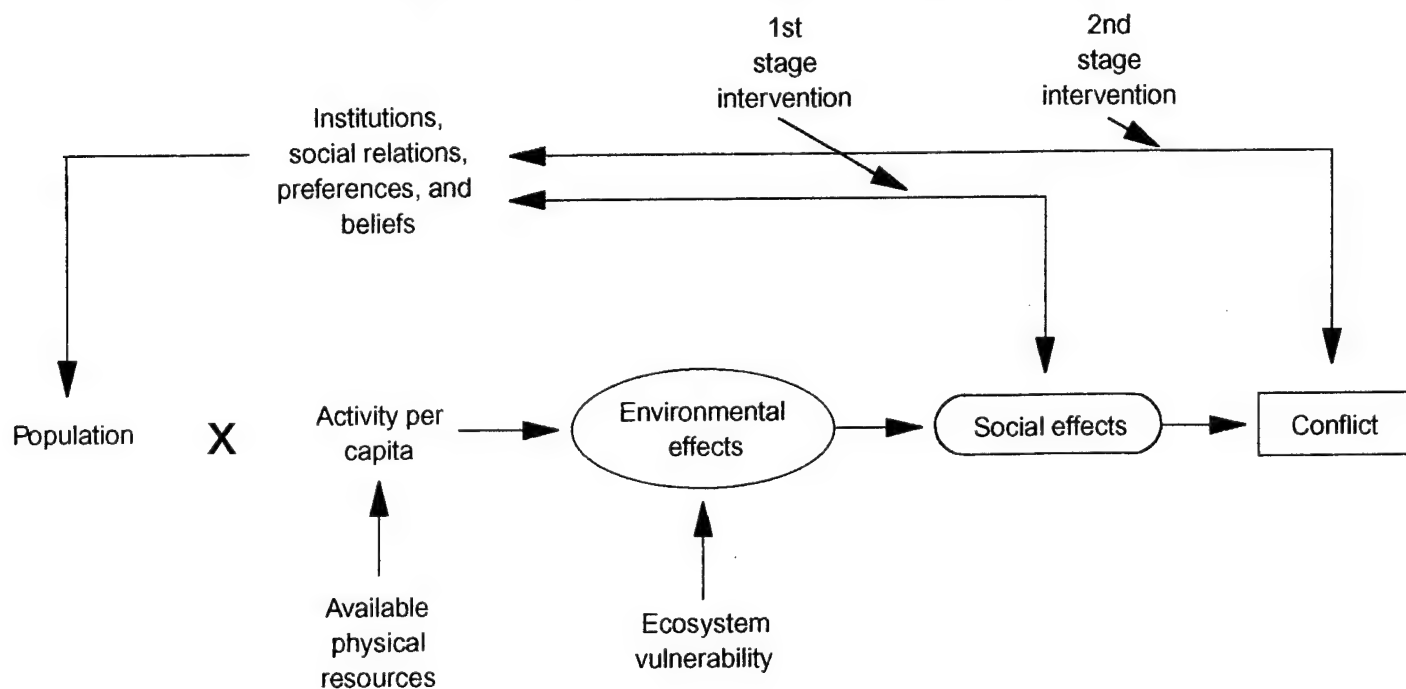 1st
stage
intervention
2nd
stage
intervention
Institutions,
social relations,
preferences, and
beliefs
Population
X
Activity per
capita
Environmental
effects
Social effects
Conflict
Available
physical
resources
Ecosystem
vulnerability